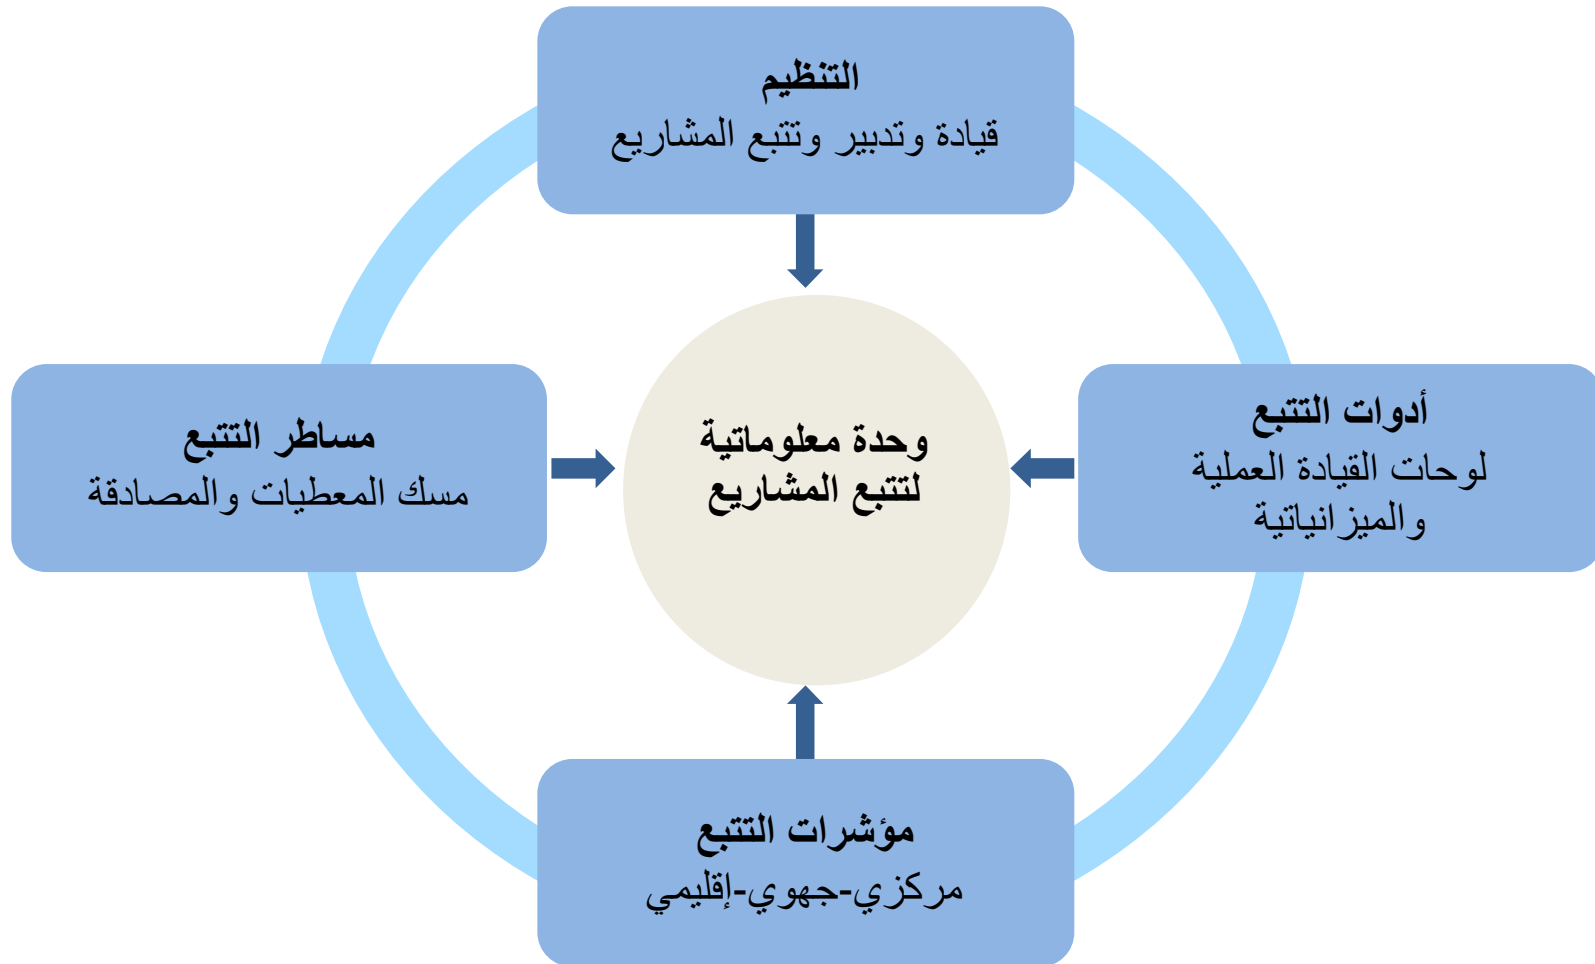 التنظيم
قيادة وتدبير وتتبع المشاريع
أدوات التتبع
لوحات القيادة العملية
والميزانياتية
وحدة معلوماتية
لتتبع المشاريع
مساطر التتبع
مسك المعطيات والمصادقة
مؤشرات التتبع
مركزي-جهوي-إقليمي